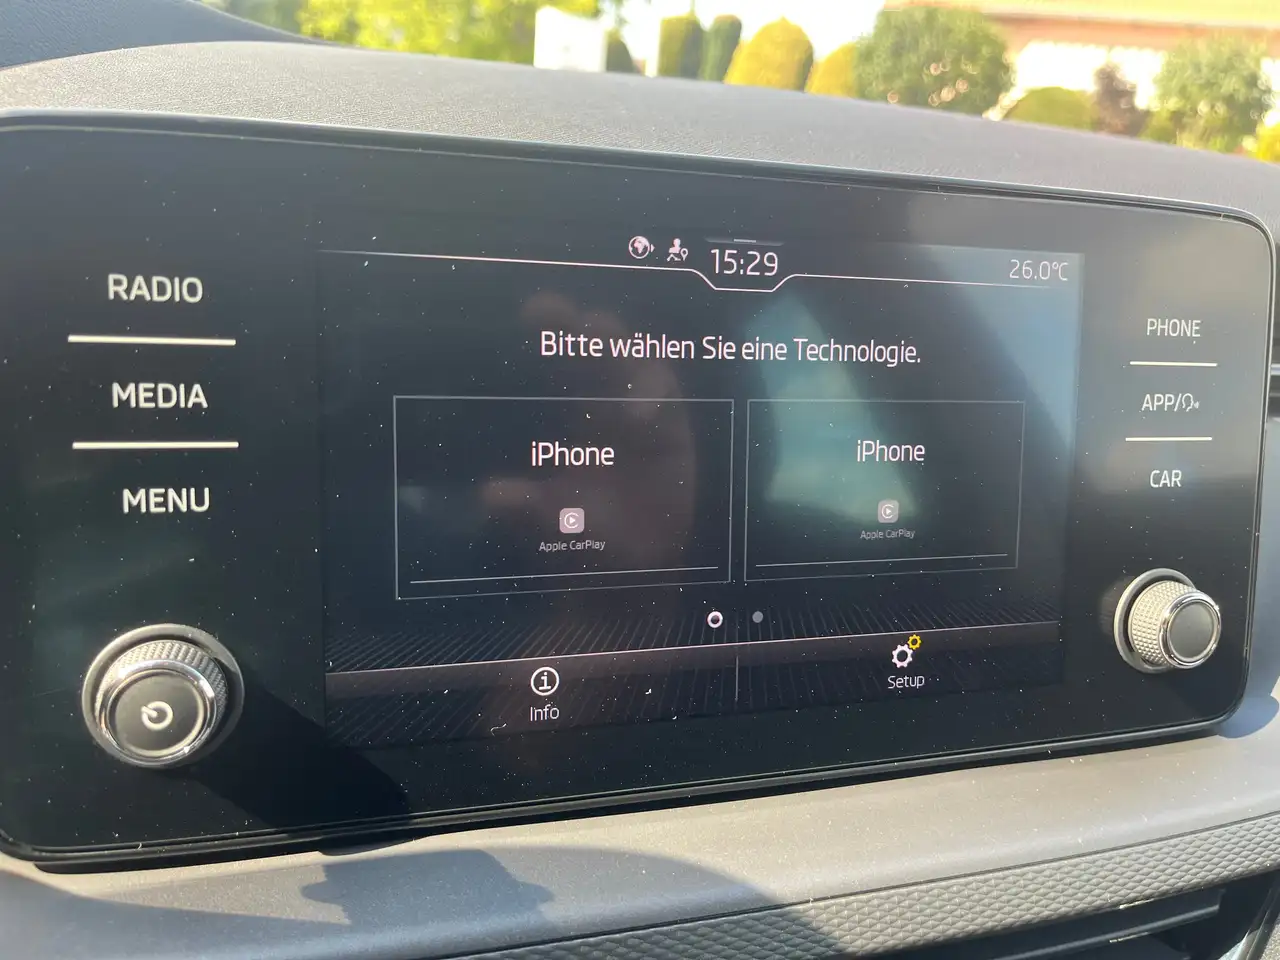 RADIO
MEDIA
MENU
15:29
26.0°C
Bitte wählen Sie eine Technologie.
iPhone
Apple CarPlay
iPhone
Apple CarPlay
Info
Setup
PHONE
APP/
CAR